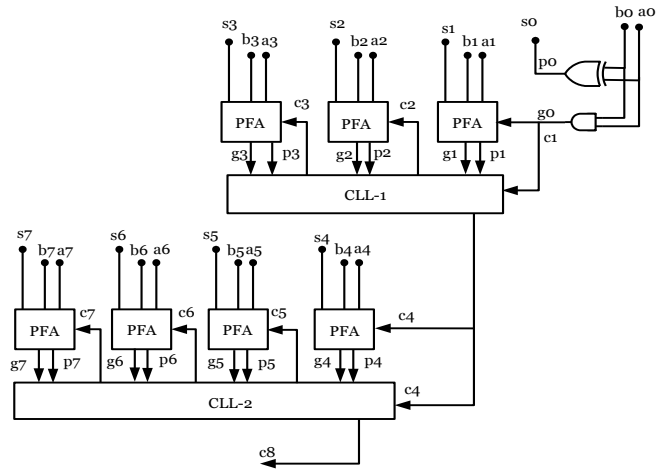 b0 a0
s0
s3
s2
s1
b3 a3
b2 a2
b1 a1
p0
c3
c2
g0
PFA
PFA
PFA
c1
g3
p3
g2
p2
g1
p1
CLL-1
s7
s6
s5
s4
b7 a7
b6 a6
b5 a5
b4 a4
c7
c6
c5
c4
PFA
PFA
PFA
PFA
g7
p7
g6
p6
g5
p5
g4
p4
c4
CLL-2
c8